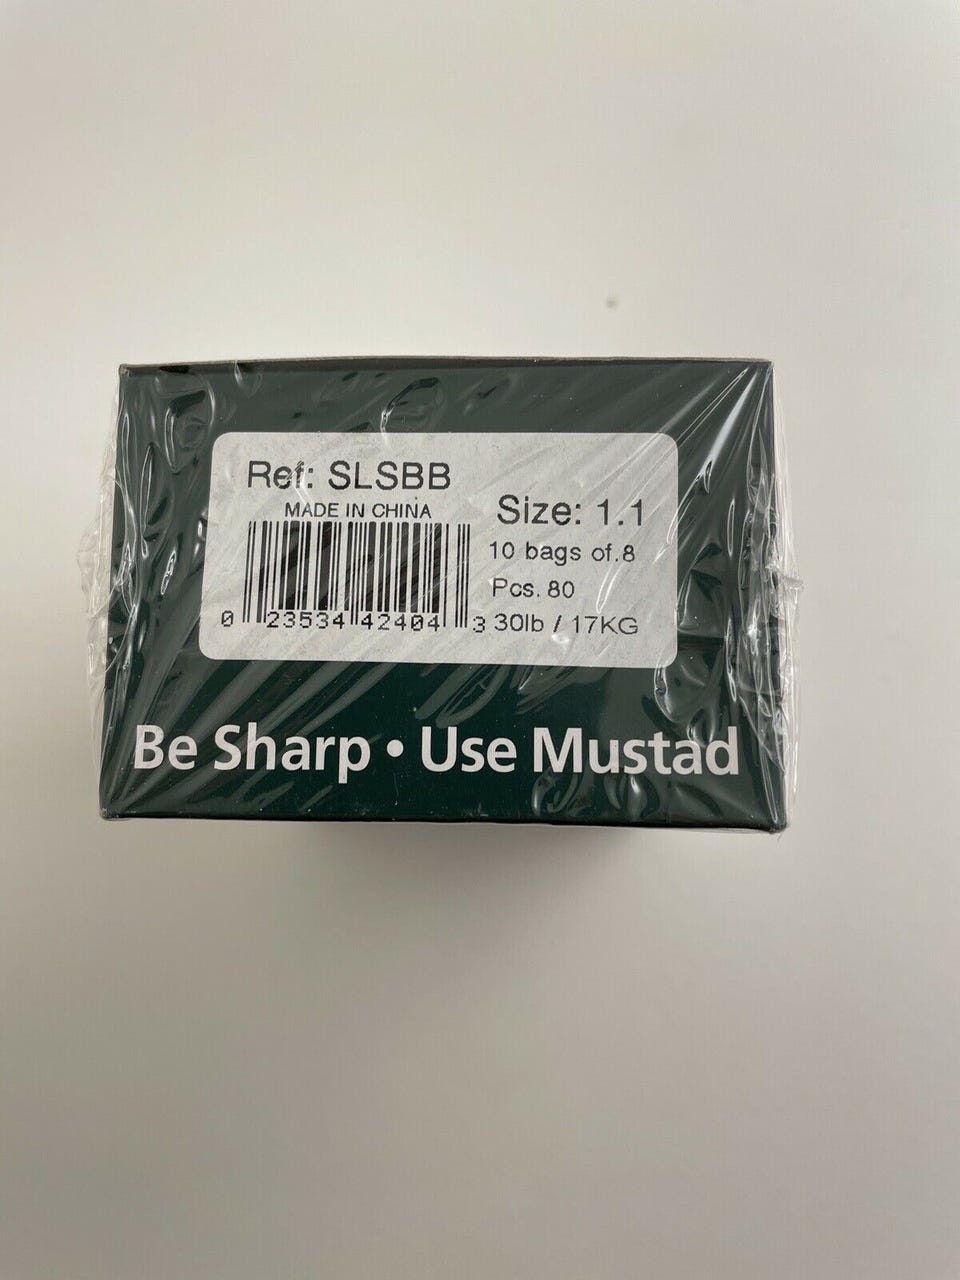 Ref: SLSBB
MADE IN CHINA
0 23534 42404 3
Size: 1.1
10 bags of.8
Pcs. 80
30lb / 17KG
Be Sharp • Use Mustad